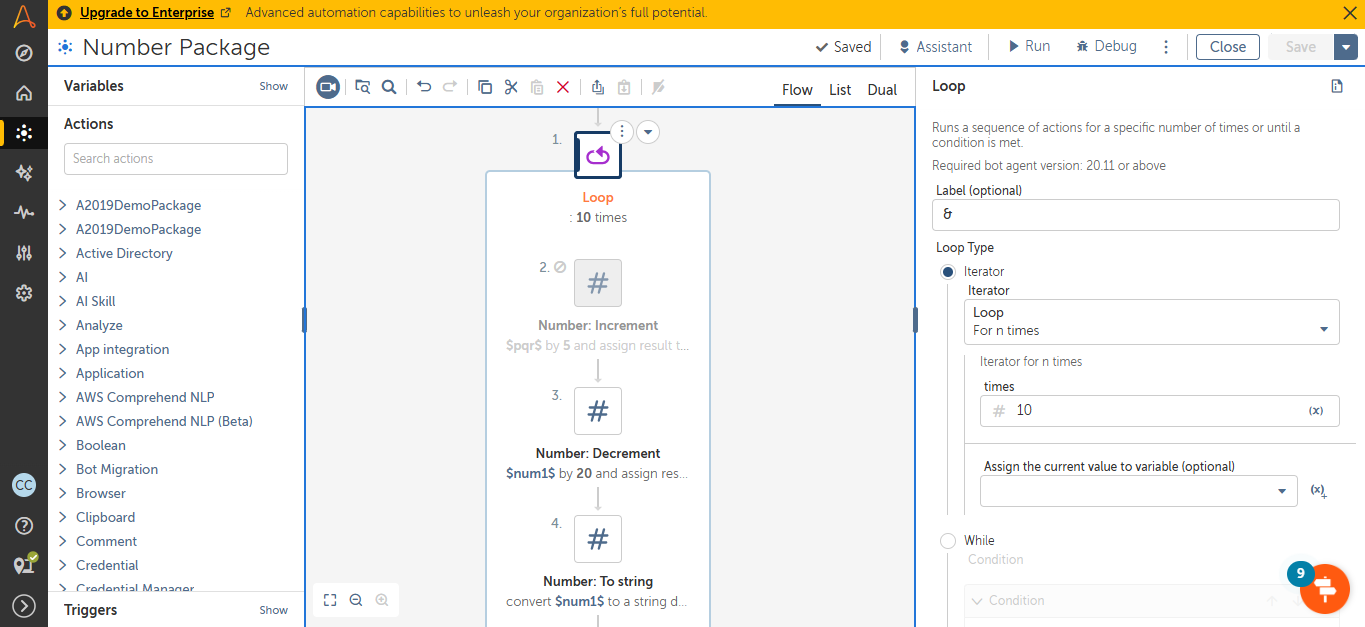 Upgrade to Enterprise Advanced automation capabilities to unleash your organization's full potential.
Number Package
Saved
Assistant
Run
Debug
Close
Save
Variables
Show
Actions
Search actions
A2019DemoPackage
A2019DemoPackage
Active Directory
AI
AI Skill
Analyze
App integration
Application
AWS Comprehend NLP
AWS Comprehend NLP (Beta)
Boolean
Bot Migration
Browser
Clipboard
Comment
Credential
Credential Manager
Triggers
Show
CC
Flow
List
Dual
1.
Loop
: 10 times
2.
#
Number: Increment
$pqr$ by 5 and assign result t...
3.
#
Number: Decrement
$num1$ by 20 and assign res...
4.
#
Number: To string
convert $num1$ to a string d...
Loop
Runs a sequence of actions for a specific number of times or until a
condition is met.
Required bot agent version: 20.11 or above
Label (optional)
&
Loop Type
Iterator
Iterator
Loop
For n times
Iterator for n times
times
# 10 (x)
Assign the current value to variable (optional)
(x)+
While
Condition
Condition
9